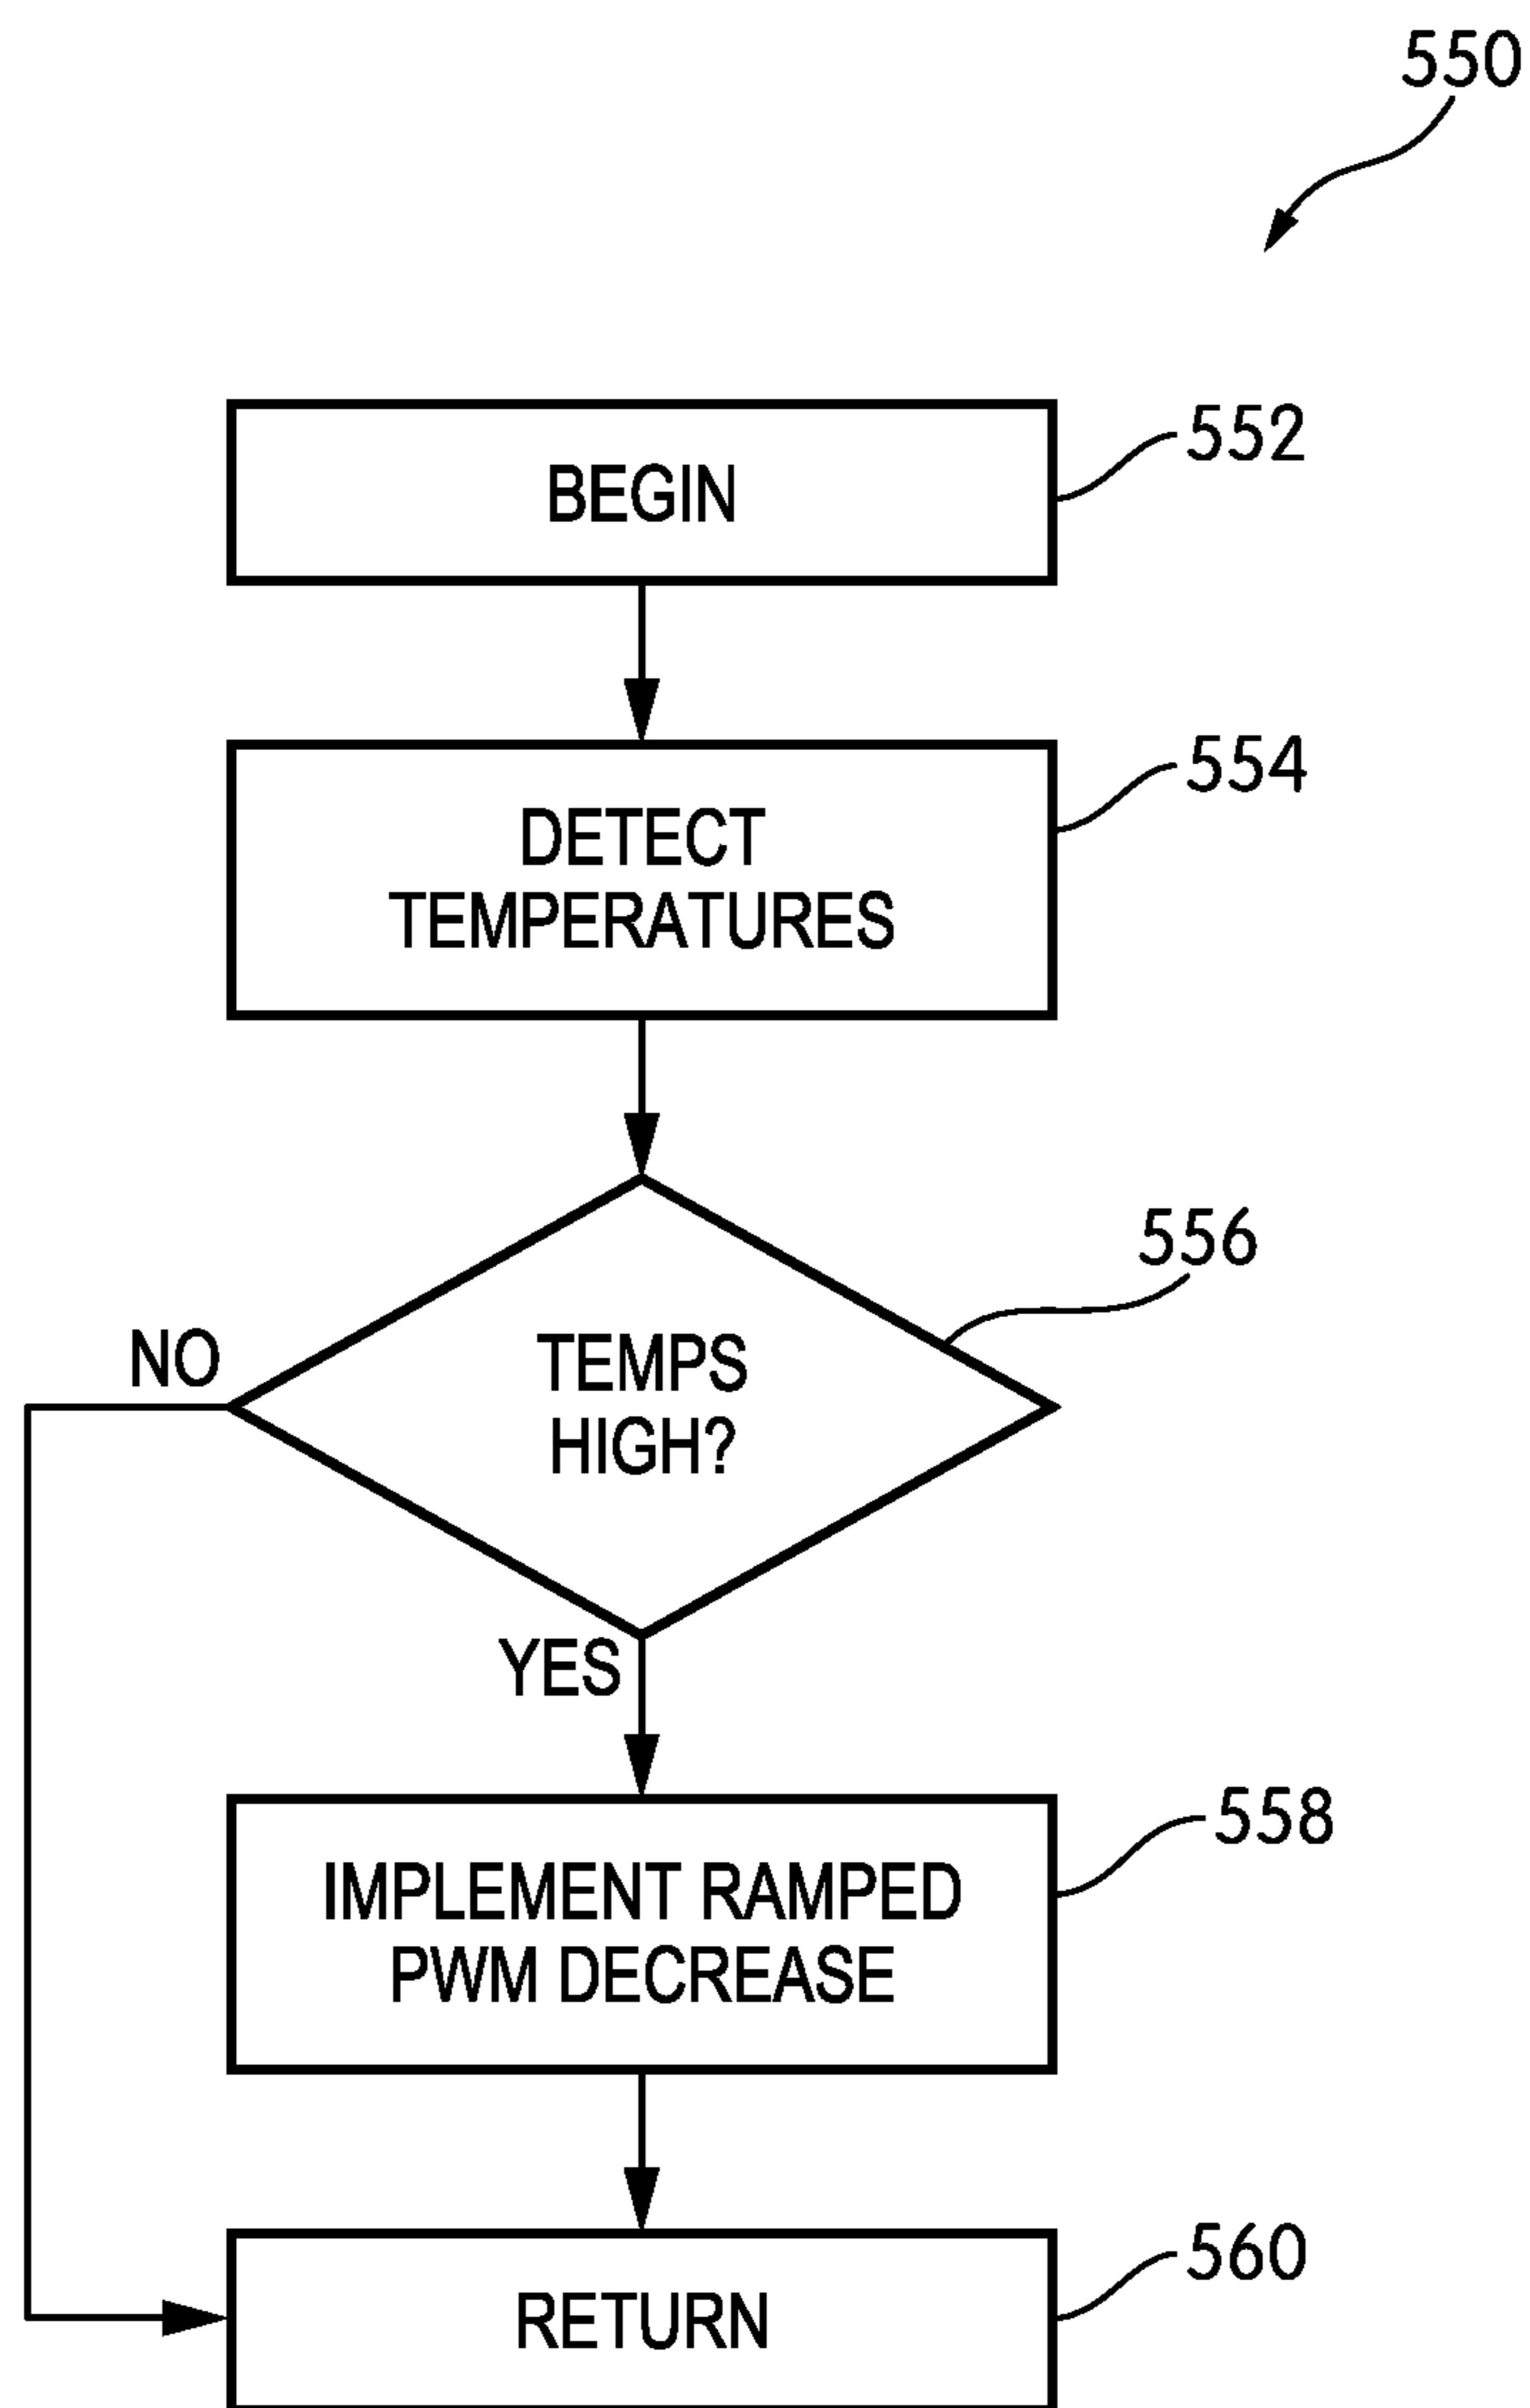 550
BEGIN
552
DETECT
TEMPERATURES
554
556
TEMPS
HIGH?
NO
YES
IMPLEMENT RAMPED
PWM DECREASE
558
RETURN
560